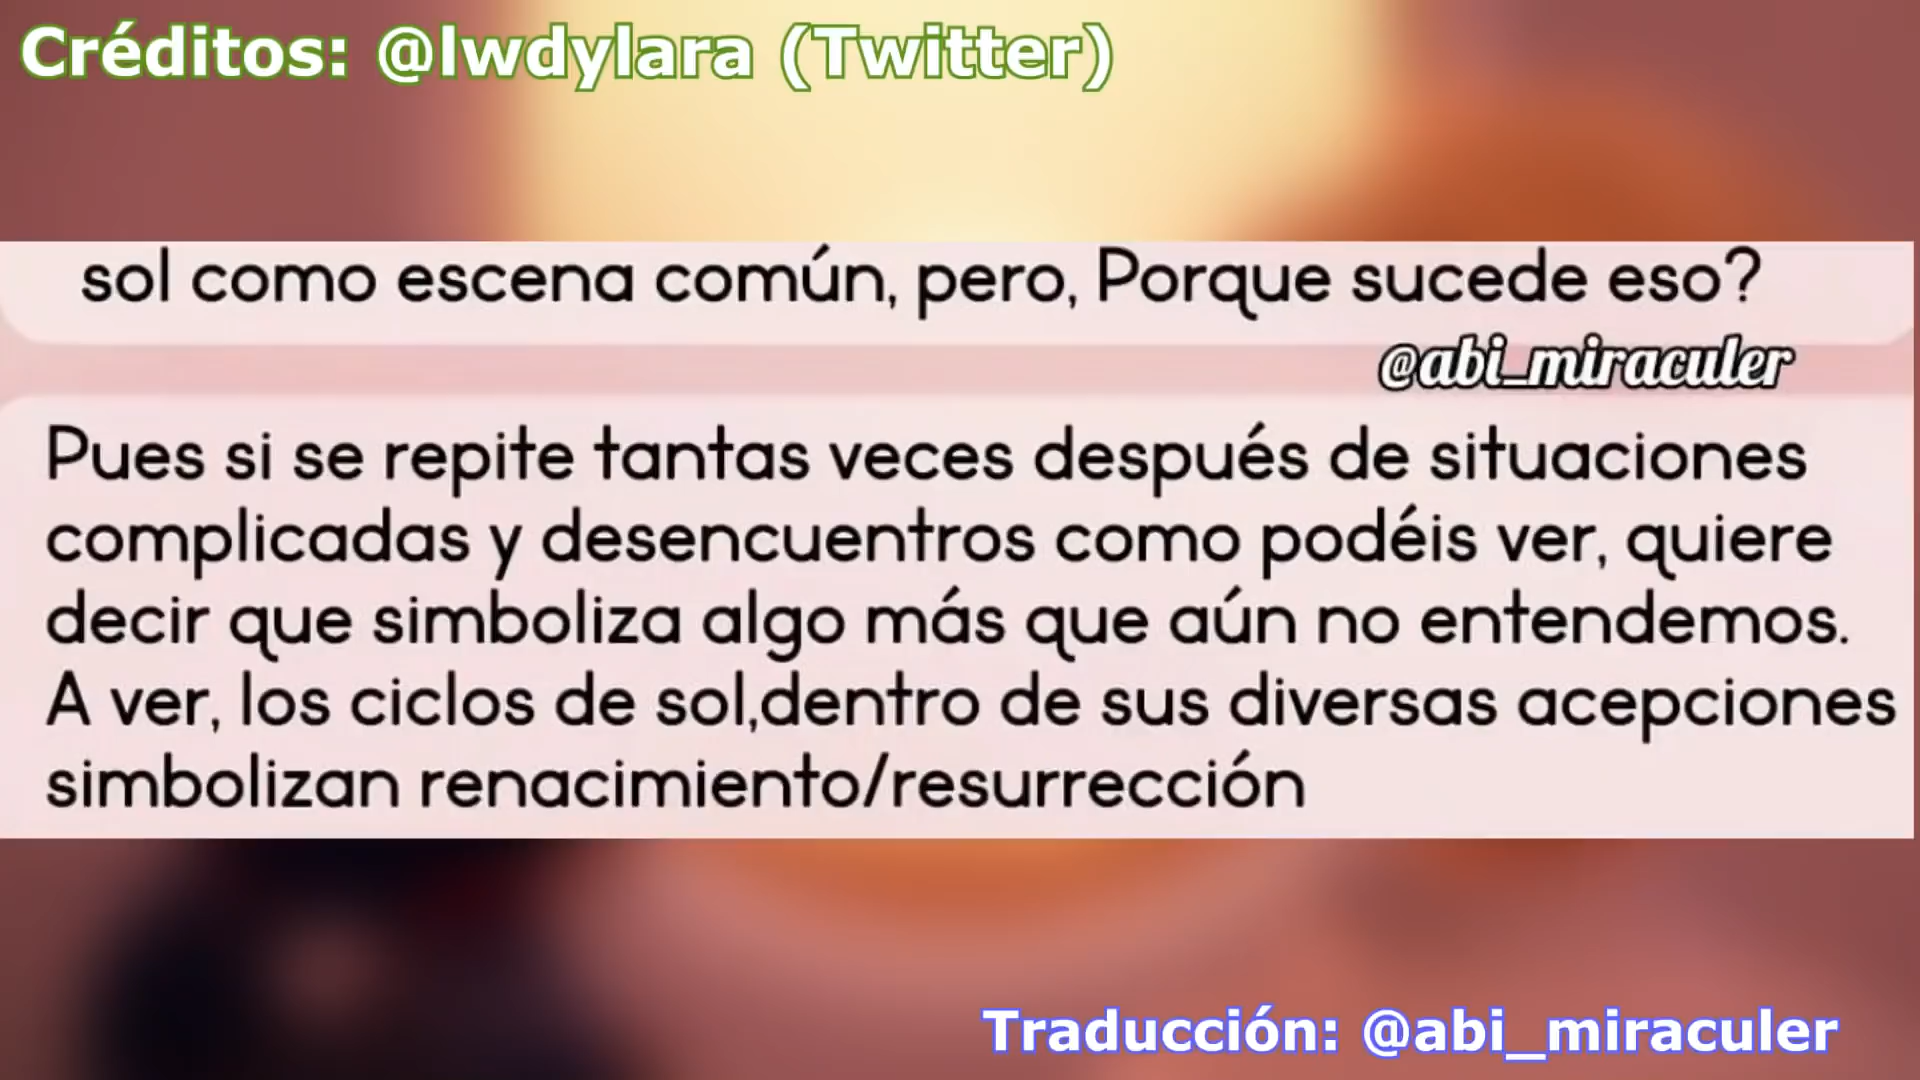 Créditos: @lwdylara (Twitter)
sol como escena común, pero, Porque sucede eso?
@abi_miraculer
Pues si se repite tantas veces después de situaciones
complicadas y desencuentros como podéis ver, quiere
decir que simboliza algo más que aún no entendemos.
A ver, los ciclos de sol,dentro de sus diversas acepciones
simbolizan renacimiento/resurrección
Traducción: @abi_miraculer